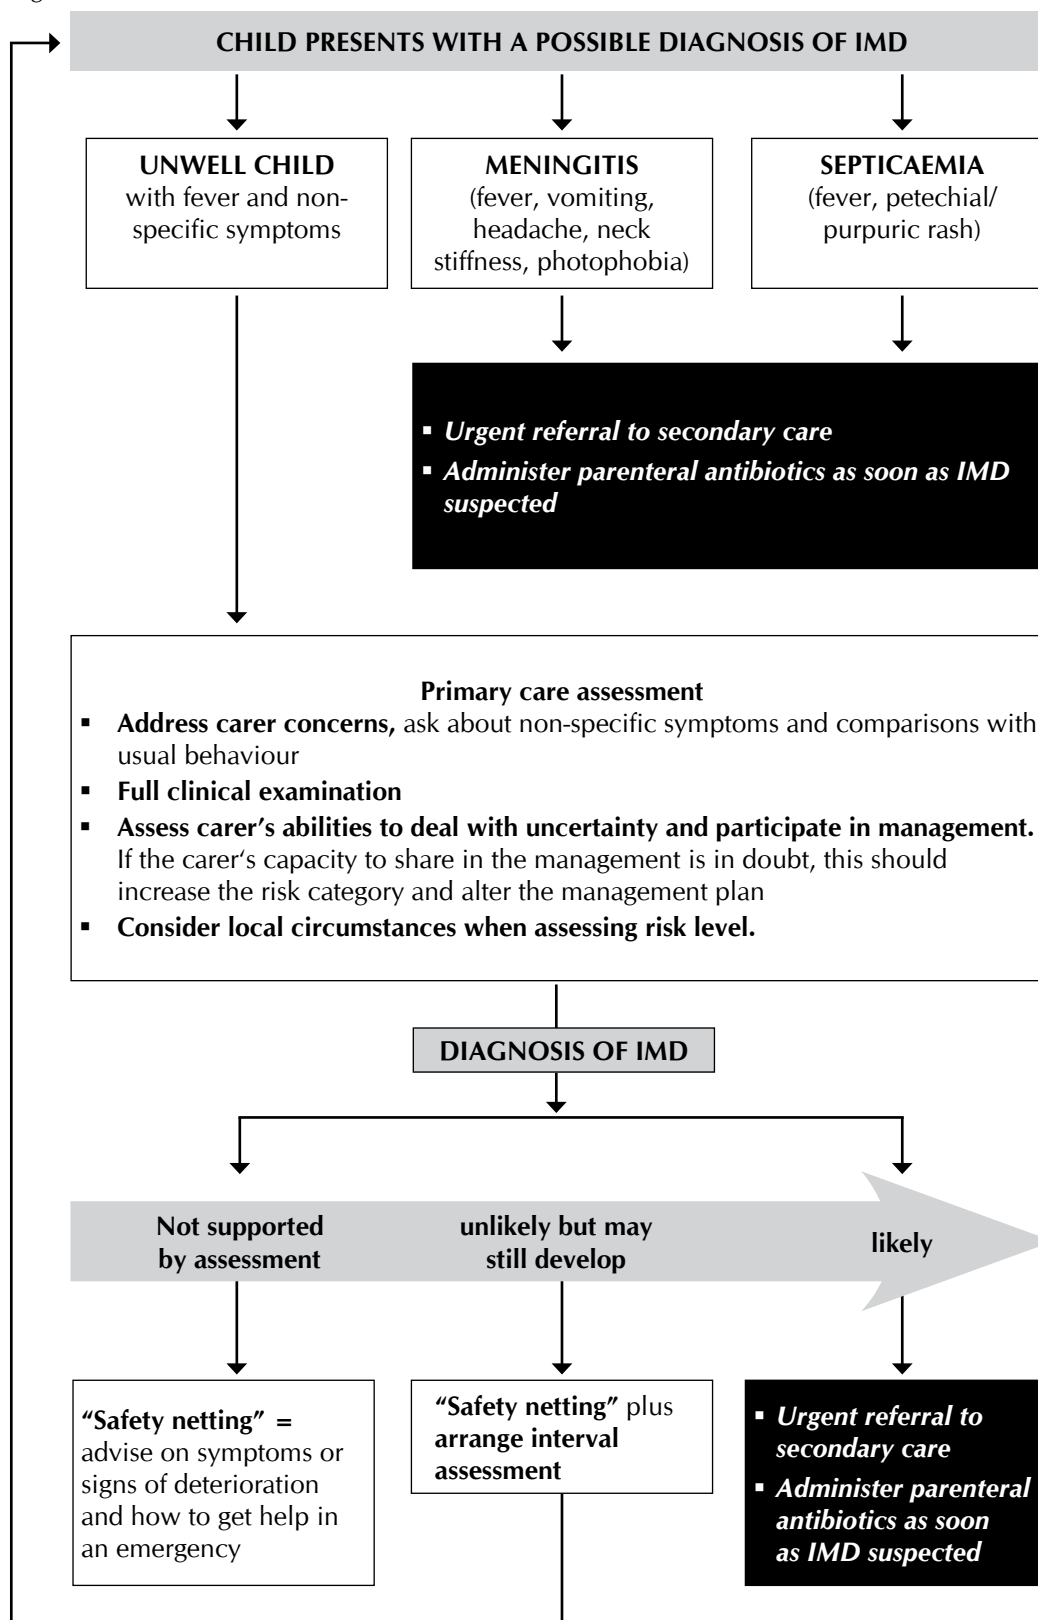 CHILD PRESENTS WITH A POSSIBLE DIAGNOSIS OF IMD
UNWELL CHILD
with fever and non-
specific symptoms
MENINGITIS
(fever, vomiting,
headache, neck
stiffness, photophobia)
SEPTICAEMIA
(fever, petechial/
purpuric rash)
▪ Urgent referral to secondary care
▪ Administer parenteral antibiotics as soon as IMD
suspected
Primary care assessment
▪ Address carer concerns, ask about non-specific symptoms and comparisons with
usual behaviour
▪ Full clinical examination
▪ Assess carer’s abilities to deal with uncertainty and participate in management.
If the carer‘s capacity to share in the management is in doubt, this should
increase the risk category and alter the management plan
▪ Consider local circumstances when assessing risk level.
DIAGNOSIS OF IMD
Not supported
by assessment
unlikely but may
still develop
likely
“Safety netting” =
advise on symptoms or
signs of deterioration
and how to get help in
an emergency
“Safety netting” plus
arrange interval
assessment
▪ Urgent referral to
secondary care
▪ Administer parenteral
antibiotics as soon
as IMD suspected